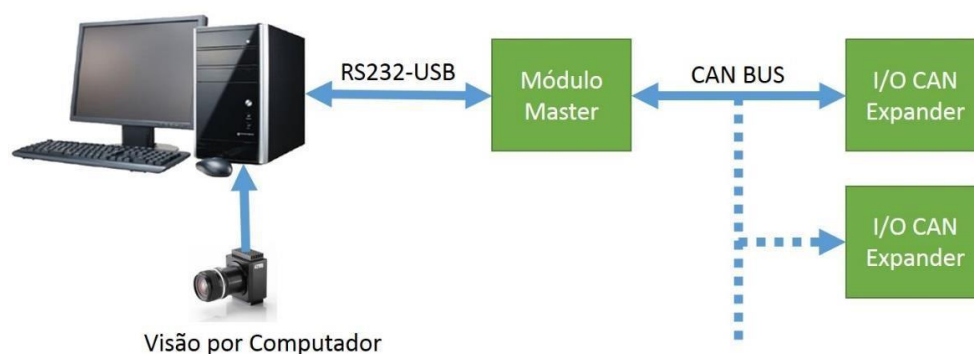 RS232-USB
Módulo
Master
CAN BUS
I/O CAN
Expander
I/O CAN
Expander
Visão por Computador